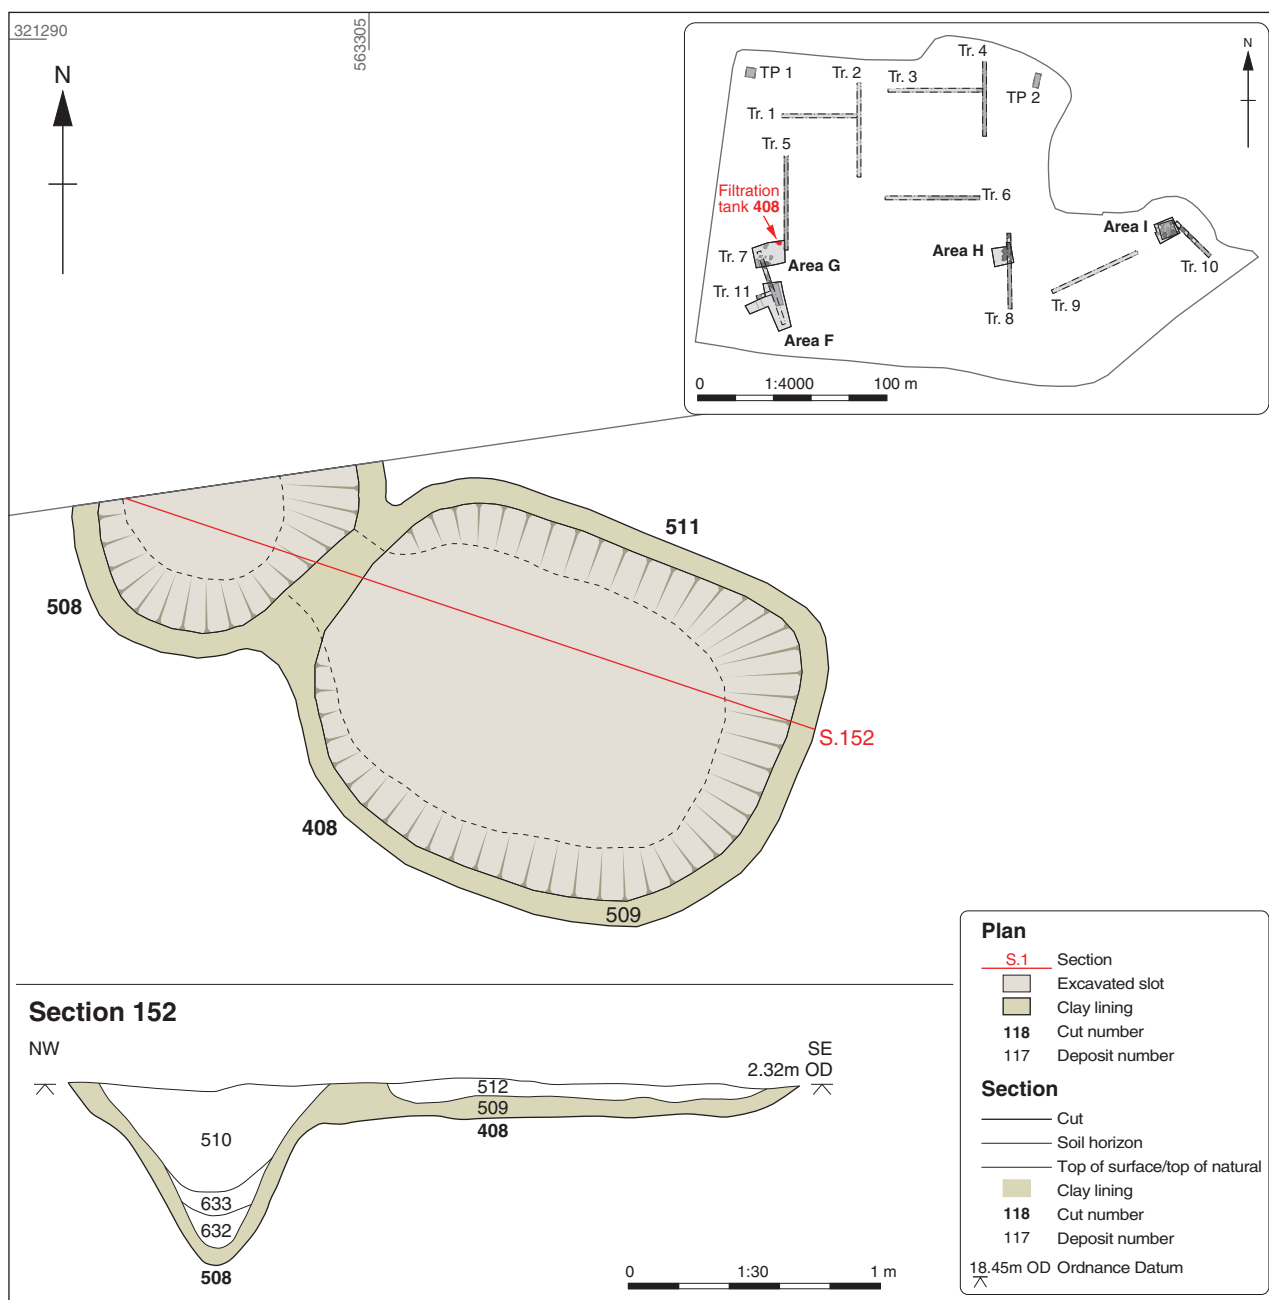 321290
563305
N
N
TP 1
Tr. 2
Tr. 3
Tr. 4
TP 2
Tr. 1
Tr. 5
Filtration
tank 408
Tr. 6
Tr. 7
Area G
Area H
Area I
Tr. 10
Tr. 11
Tr. 9
Tr. 8
Area F
0 1:4000 100 m
511
508
S.152
408
509
Section 152
NW
SE
2.32m OD
512
509
408
510
633
632
508
0 1:30 1 m
Plan
S.1 Section
Excavated slot
Clay lining
118 Cut number
117 Deposit number
Section
Cut
Soil horizon
Top of surface/top of natural
Clay lining
118 Cut number
117 Deposit number
18.45m OD Ordnance Datum